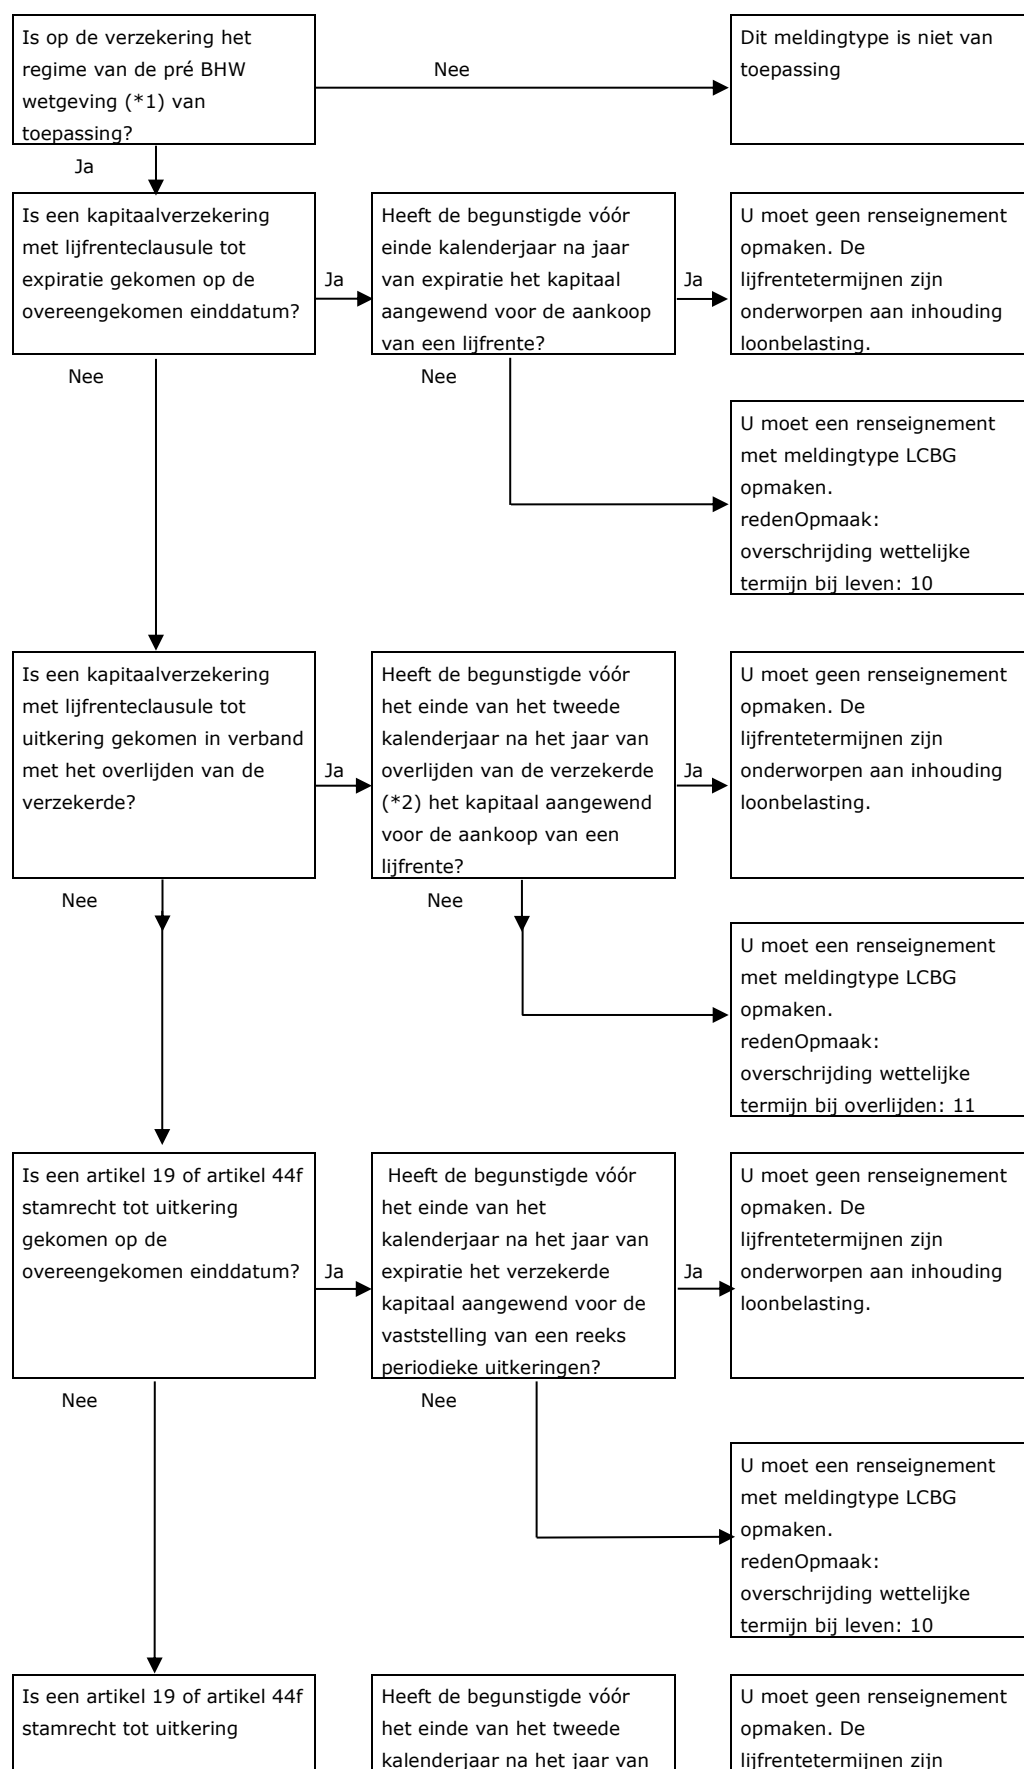 Is op de verzekering het
regime van de pré BHW
wetgeving (*1) van
toepassing?
Nee
Dit meldingtype is niet van
toepassing
Ja
Is een kapitaalverzekering
met lijfrenteclausule tot
expiratie gekomen op de
overeengekomen einddatum?
Ja
Heeft de begunstigde vóór
einde kalenderjaar na jaar
van expiratie het kapitaal
aangewend voor de aankoop
van een lijfrente?
Ja
U moet geen renseignement
opmaken. De
lijfrentetermijnen zijn
onderworpen aan inhouding
loonbelasting.
Nee
Nee
U moet een renseignement
met meldingtype LCBG
opmaken.
redenOpmaak:
overschrijding wettelijke
termijn bij leven: 10
Is een kapitaalverzekering
met lijfrenteclausule tot
uitkering gekomen in verband
met het overlijden van de
verzekerde?
Ja
Heeft de begunstigde vóór
het einde van het tweede
kalenderjaar na het jaar van
overlijden van de verzekerde
(*2) het kapitaal aangewend
voor de aankoop van een
lijfrente?
Ja
U moet geen renseignement
opmaken. De
lijfrentetermijnen zijn
onderworpen aan inhouding
loonbelasting.
Nee
Nee
U moet een renseignement
met meldingtype LCBG
opmaken.
redenOpmaak:
overschrijding wettelijke
termijn bij overlijden: 11
Is een artikel 19 of artikel 44f
stamrecht tot uitkering
gekomen op de
overeengekomen einddatum?
Ja
Heeft de begunstigde vóór
het einde van het
kalenderjaar na het jaar van
expiratie het verzekerde
kapitaal aangewend voor de
vaststelling van een reeks
periodieke uitkeringen?
Ja
U moet geen renseignement
opmaken. De
lijfrentetermijnen zijn
onderworpen aan inhouding
loonbelasting.
Nee
Nee
U moet een renseignement
met meldingtype LCBG
opmaken.
redenOpmaak:
overschrijding wettelijke
termijn bij leven: 10
Is een artikel 19 of artikel 44f
stamrecht tot uitkering
Heeft de begunstigde vóór
het einde van het tweede
kalenderjaar na het jaar van
U moet geen renseignement
opmaken. De
lijfrentetermijnen zijn